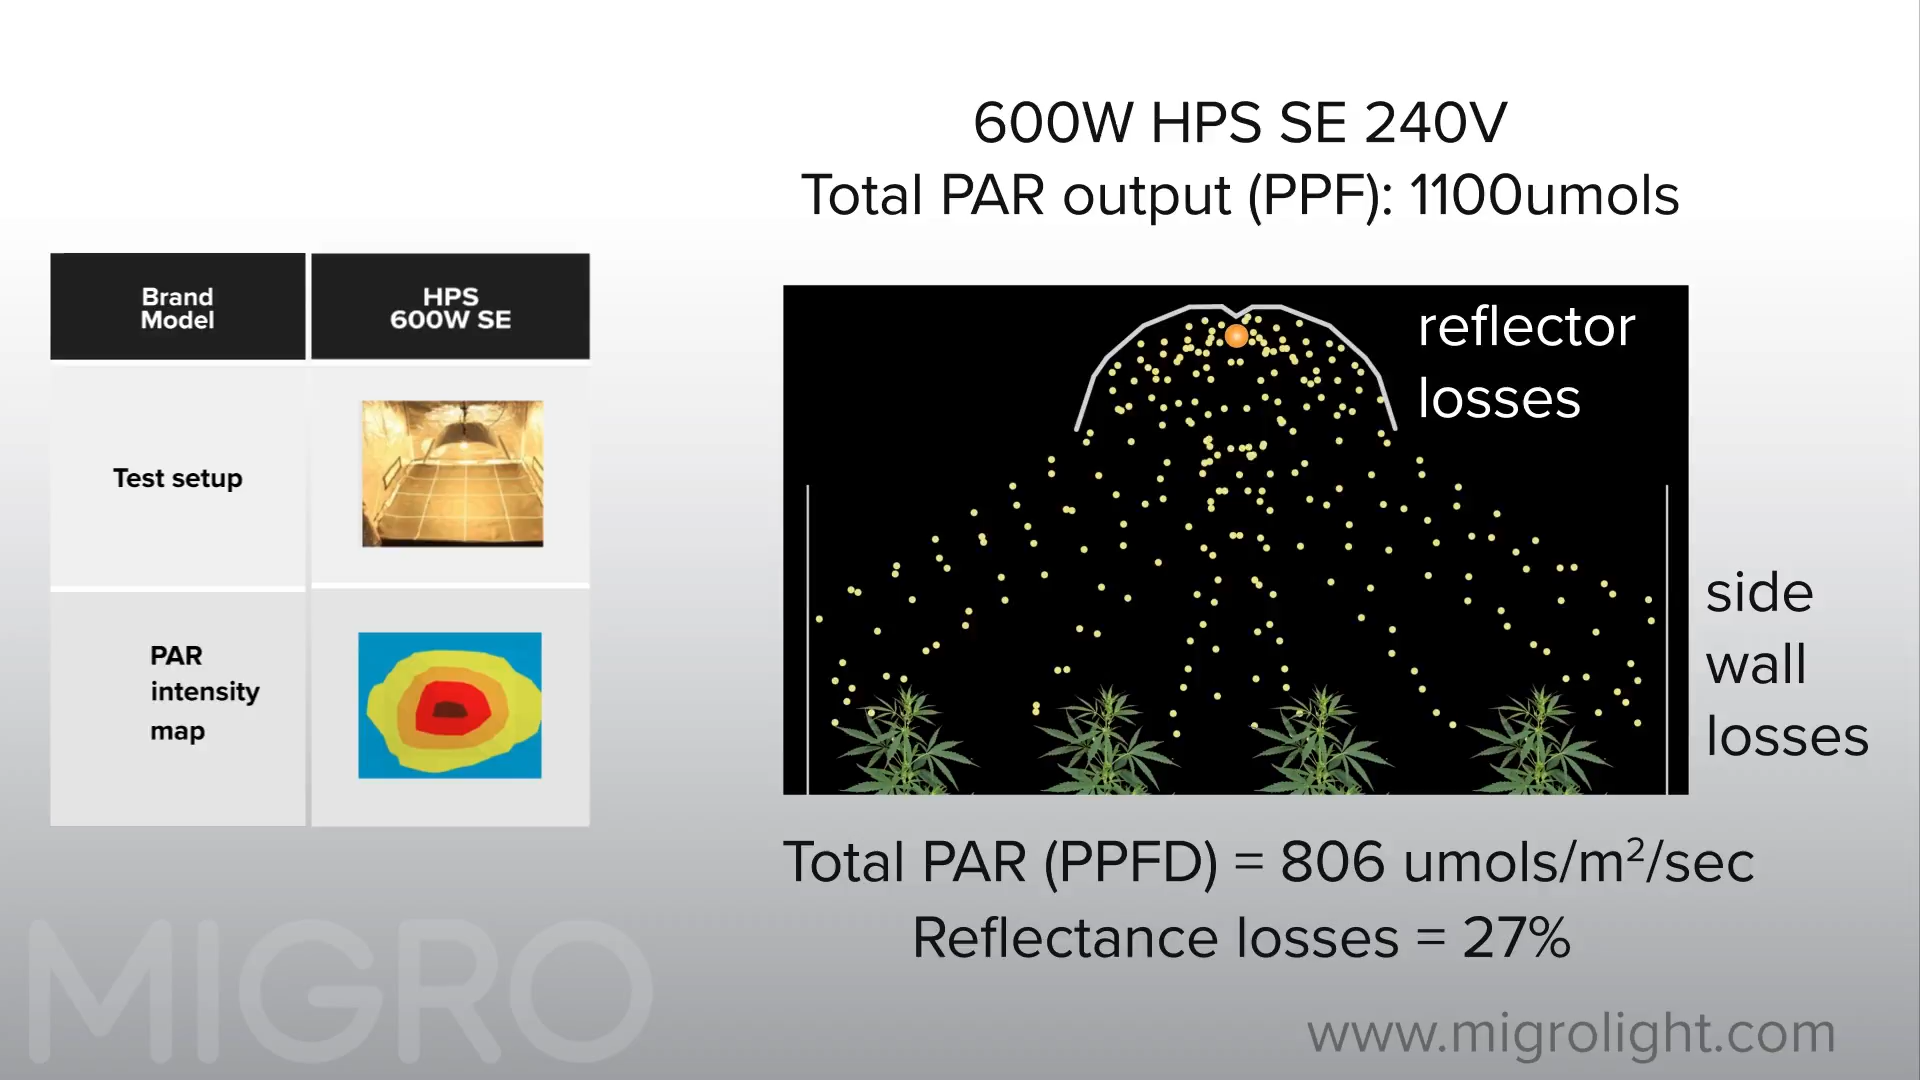 600W HPS SE 240V
Total PAR output (PPF): 1100umols
Brand
Model
HPS
600W SE
Test setup
PAR
intensity
map
reflector
losses
side
wall
losses
Total PAR (PPFD) = 806 umols/m²/sec
Reflectance losses = 27%
MIGRO
www.migrolight.com